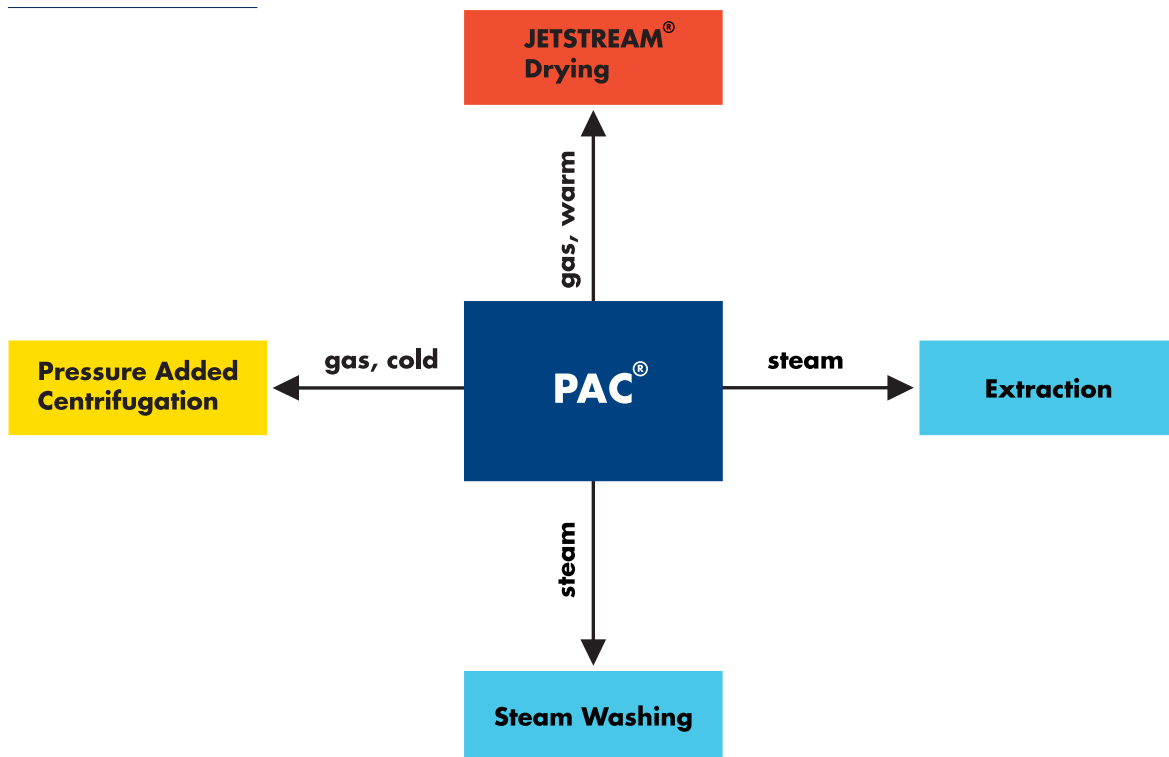 JETSTREAM®
Drying
gas, warm
Pressure Added
Centrifugation
gas, cold
PAC®
steam
Extraction
steam
Steam Washing